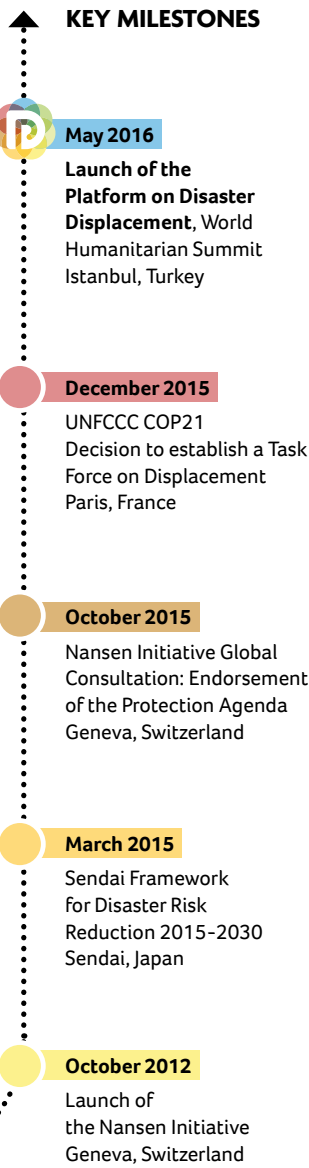 KEY MILESTONES
May 2016
Launch of the
Platform on Disaster
Displacement, World
Humanitarian Summit
Istanbul, Turkey
December 2015
UNFCCC COP21
Decision to establish a Task
Force on Displacement
Paris, France
October 2015
Nansen Initiative Global
Consultation: Endorsement
of the Protection Agenda
Geneva, Switzerland
March 2015
Sendai Framework
for Disaster Risk
Reduction 2015-2030
Sendai, Japan
October 2012
Launch of
the Nansen Initiative
Geneva, Switzerland